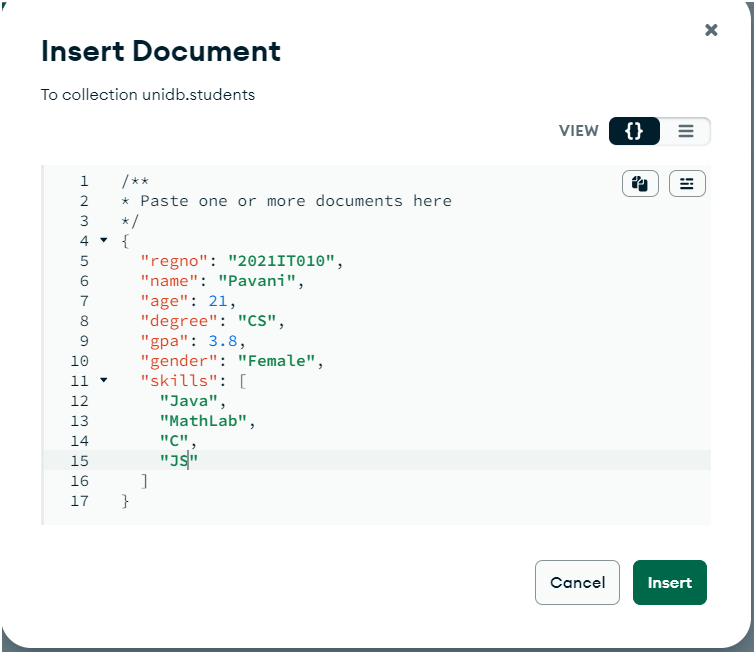 Insert Document
To collection unidb.students
VIEW {} 
1 /**
2 * Paste one or more documents here
3 */
4 {
5 "regno": "2021IT010",
6 "name": "Pavani",
7 "age": 21,
8 "degree": "CS",
9 "gpa": 3.8,
10 "gender": "Female",
11 "skills": [
12 "Java",
13 "MathLab",
14 "C",
15 "JS"
16 ]
17 }
Cancel Insert